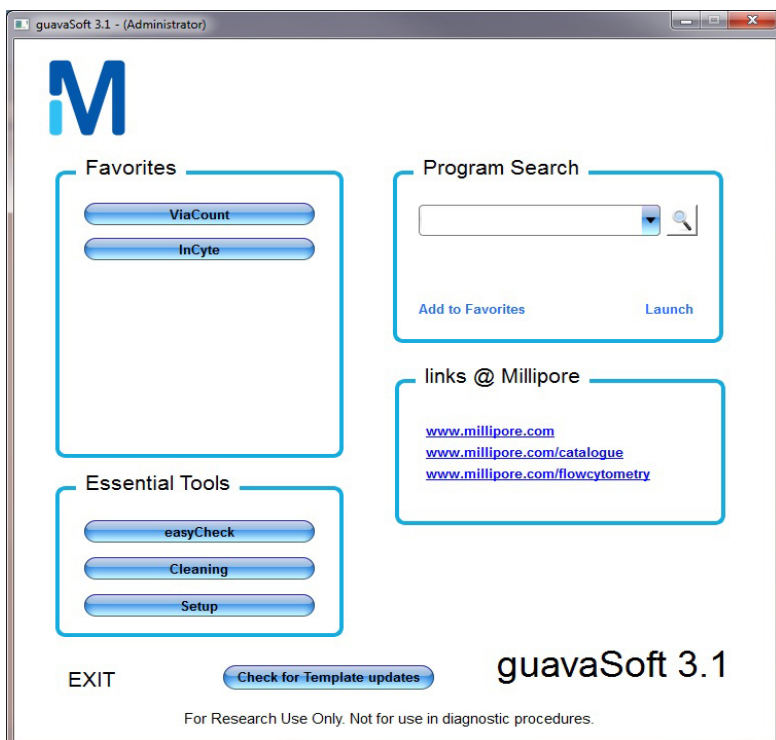 guavaSoft 3.1 - (Administrator)
M
Favorites
ViaCount
InCyte
Program Search
Add to Favorites
Launch
links @ Millipore
www.millipore.com
www.millipore.com/catalogue
www.millipore.com/flowcytometry
Essential Tools
easyCheck
Cleaning
Setup
EXIT
Check for Template updates
guavaSoft 3.1
For Research Use Only. Not for use in diagnostic procedures.